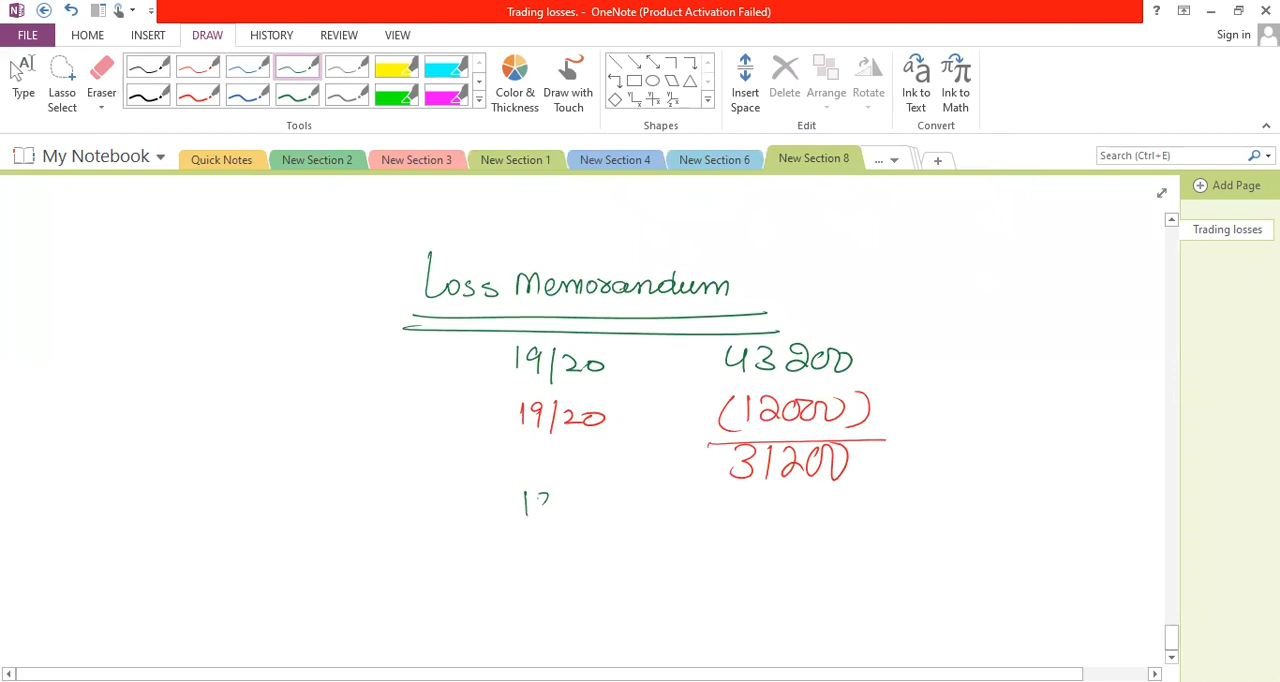 Trading losses. - OneNote (Product Activation Failed)
?
FILE HOME INSERT DRAW HISTORY REVIEW VIEW
Sign in
Type Lasso Select Eraser
Color & Thickness Draw with Touch
Insert Space Delete Arrange Rotate
Ink to Text Ink to Math
Tools Shapes Edit Convert
My Notebook Quick Notes New Section 2 New Section 3 New Section 1 New Section 4 New Section 6 New Section 8 ... Search (Ctrl+E)
Add Page
Trading losses
Loss Memorandum
19/20 43200
19/20 (12000)
31200